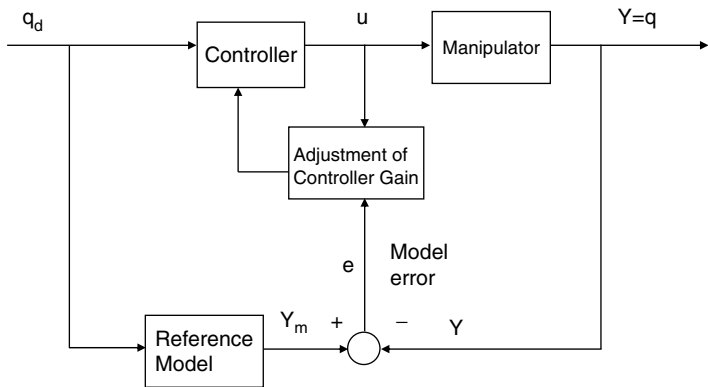 q_d
u
Y=q
Controller
Manipulator
Adjustment of
Controller Gain
e
Model
error
Reference
Model
Y_m
+
−
Y